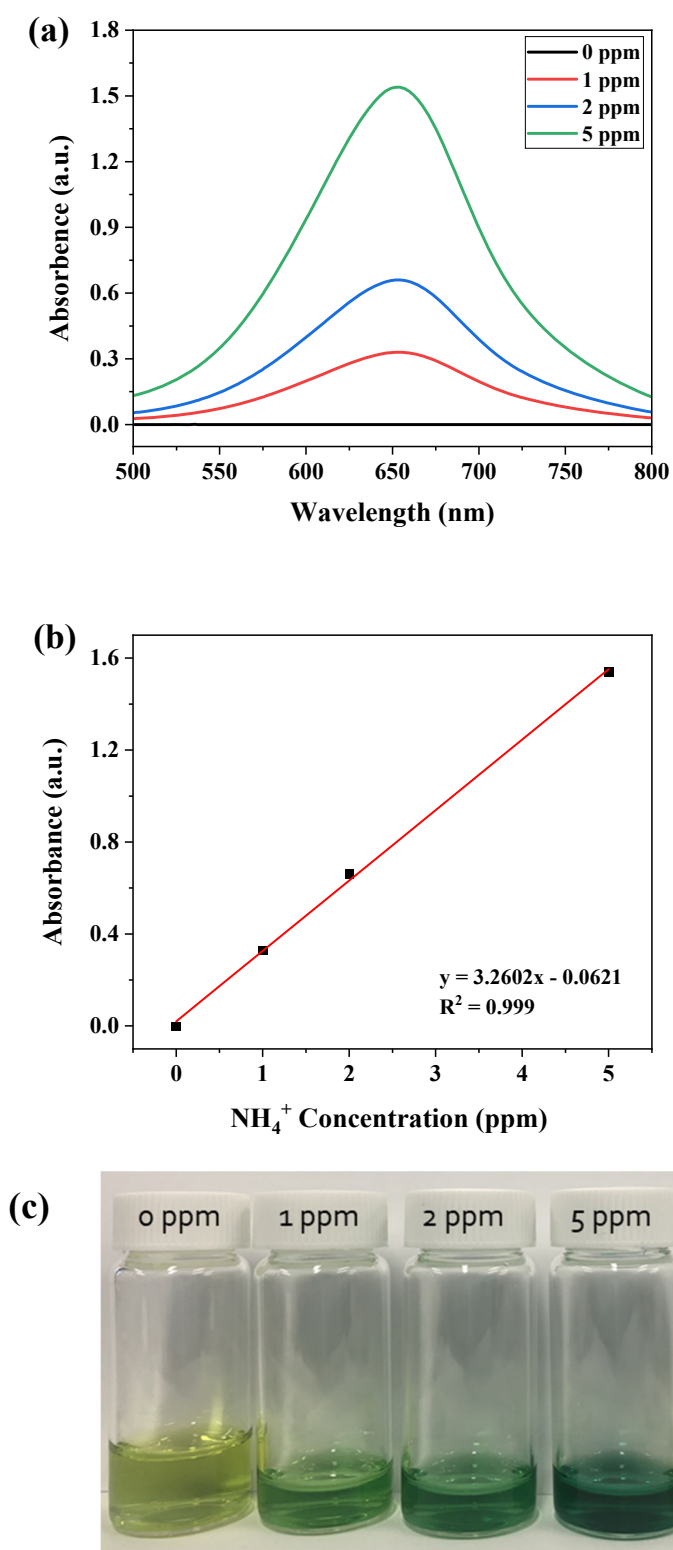 (a)
1.8
1.5
1.2
0.9
0.6
0.3
0.0
Absorbence (a.u.)
0 ppm
1 ppm
2 ppm
5 ppm
500 550 600 650 700 750 800
Wavelength (nm)
(b)
1.6
1.2
0.8
0.4
0.0
Absorbance (a.u.)
y = 3.2602x - 0.0621
R² = 0.999
0 1 2 3 4 5
NH₄⁺ Concentration (ppm)
(c)
0 ppm 1 ppm 2 ppm 5 ppm